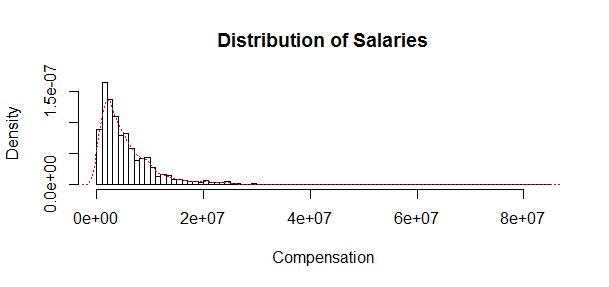 Distribution of Salaries
Density
1.5e-07
0.0e+00
0e+00 2e+07 4e+07 6e+07 8e+07
Compensation